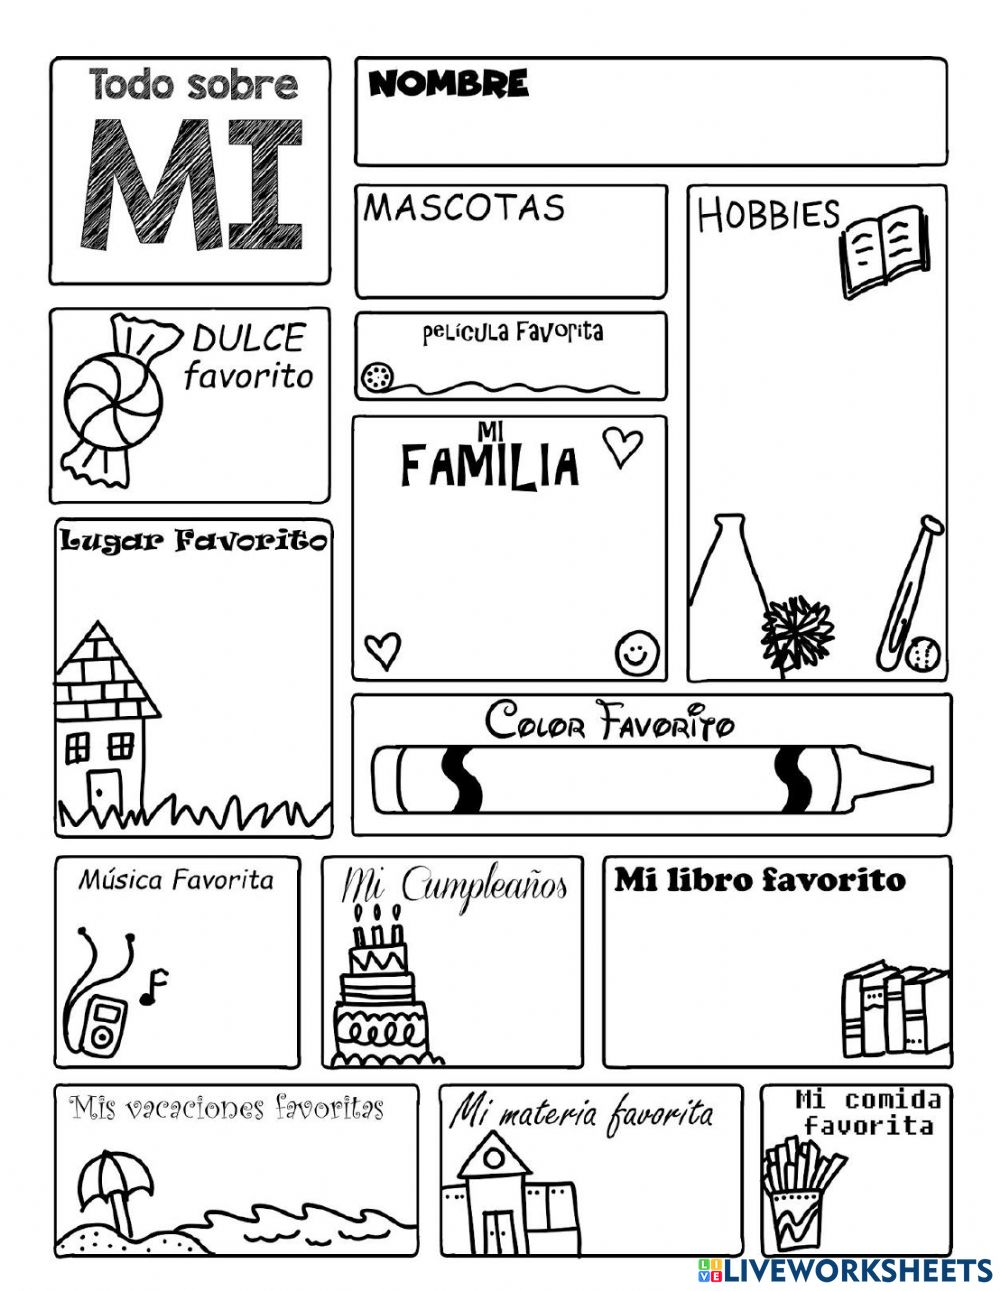 Todo sobre
MI
NOMBRE
MASCOTAS
HOBBIES
DULCE
favorito
película Favorita
MI
FAMILIA
Lugar Favorito
Color Favorito
Música Favorita
Mi Cumpleaños
Mi libro favorito
Mis vacaciones favoritas
Mi materia favorita
Mi comida
favorita
LIVE LIVEWORKSHEETS